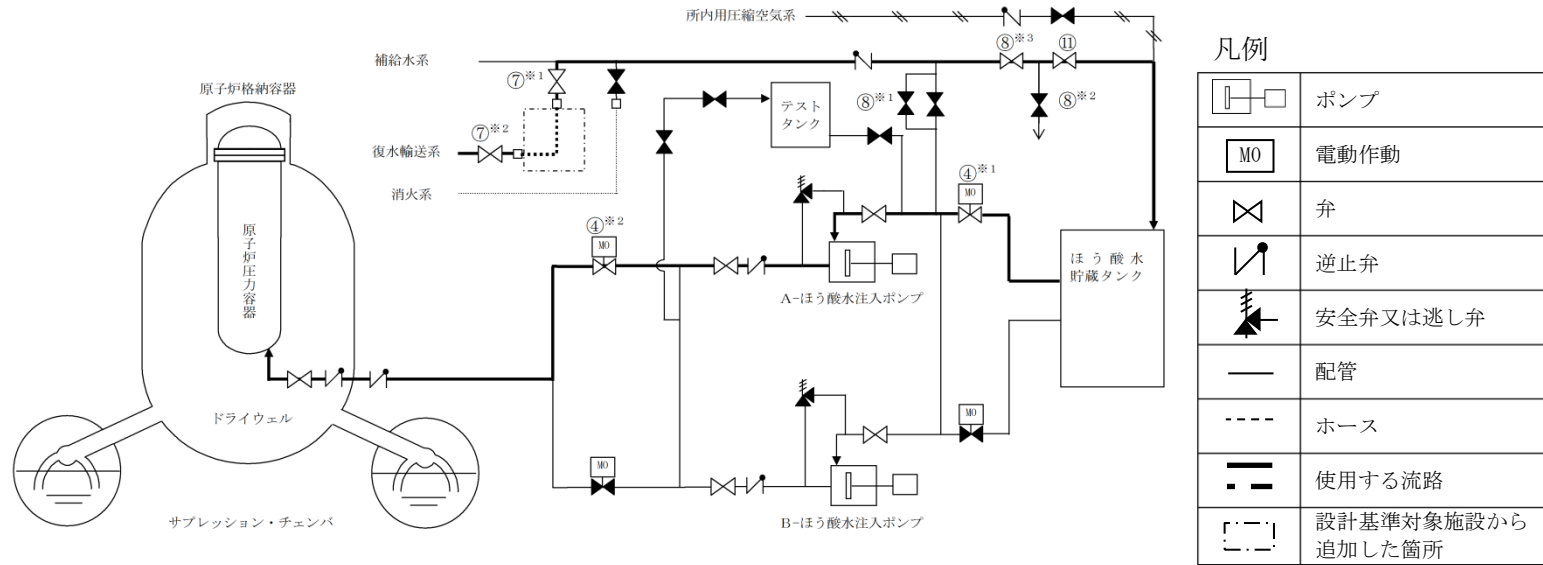 所内用圧縮空気系
補給水系
⑦※1
⑧※3
⑪
原子炉格納容器
⑧※1
⑧※2
テスト
タンク
⑦※2
復水輸送系
消火系
④※1
MO
④※2
MO
原子炉圧力容器
ほう酸水
貯蔵タンク
A-ほう酸水注入ポンプ
ドライウェル
MO
MO
サプレッション・チェンバ
B-ほう酸水注入ポンプ
凡例
ポンプ
MO 電動作動
弁
逆止弁
安全弁又は逃し弁
配管
ホース
使用する流路
設計基準対象施設から
追加した箇所